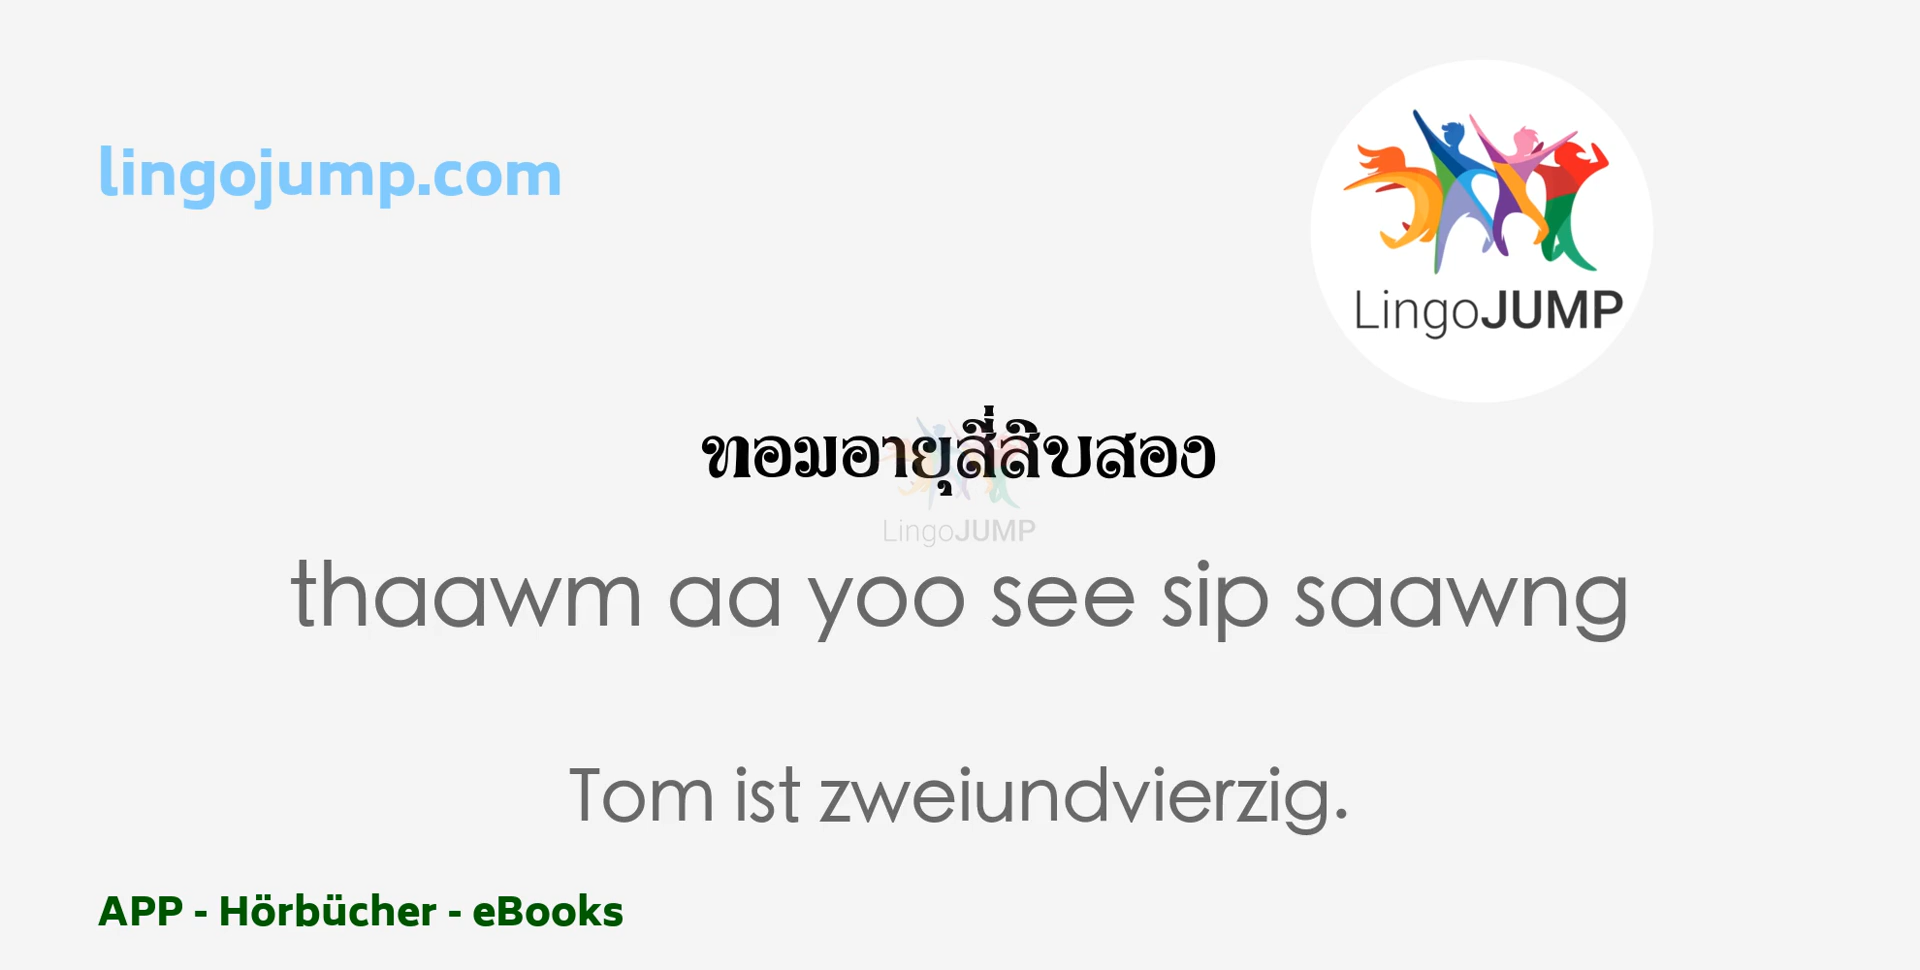 lingojump.com
LingoJUMP
ทอมอายุสี่สิบสอง
LingoJUMP
thaawm aa yoo see sip saawng
Tom ist zweiundvierzig.
APP - Hörbücher - eBooks